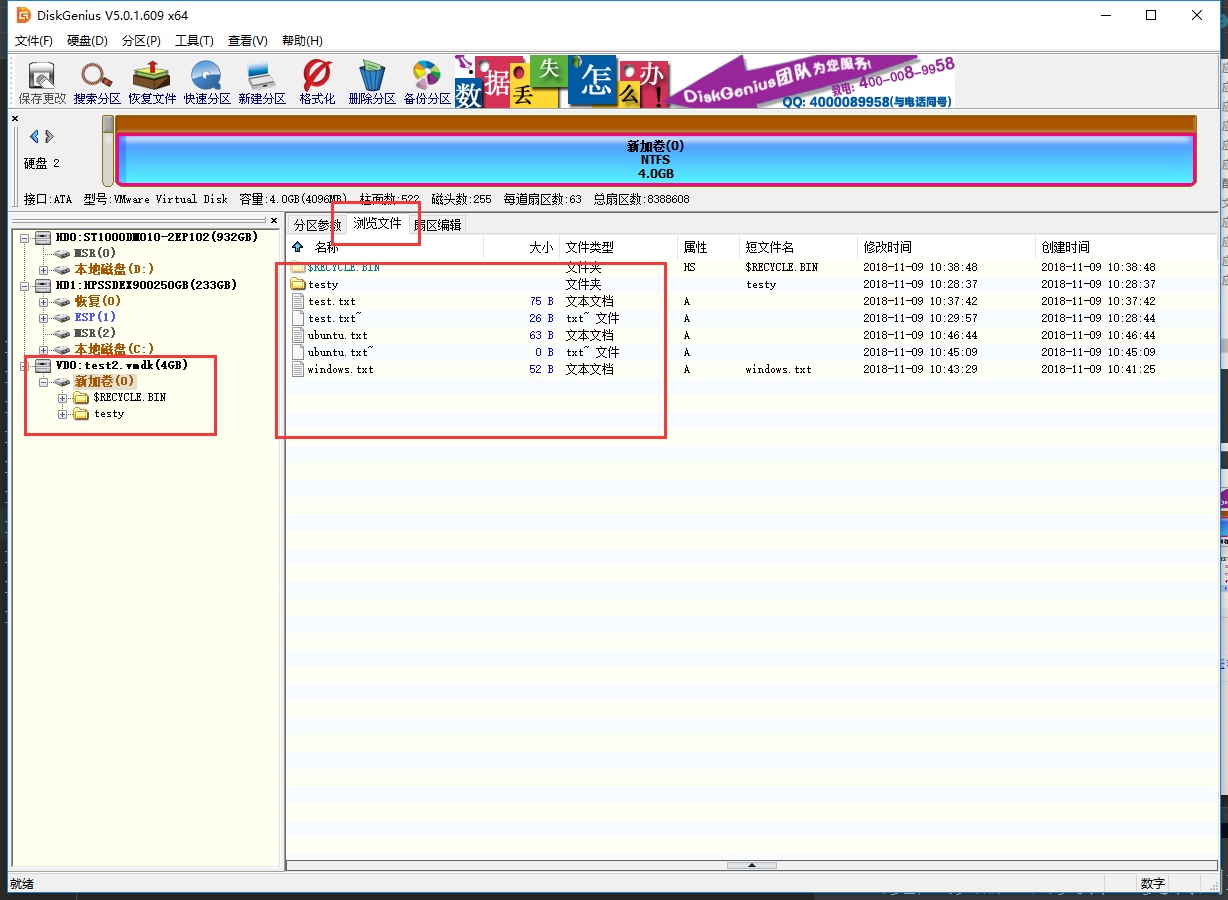 DiskGenius V5.0.1.609 x64
文件(F) 硬盘(D) 分区(P) 工具(T) 查看(V) 帮助(H)
保存更改 搜索分区 恢复文件 快速分区 新建分区 格式化 删除分区 备份分区
数据丢失怎么办!
DiskGenius团队为您服务!
致电: 400-008-9958
QQ: 4000089958(与电话同号)
硬盘 2
新加卷(0)
NTFS
4.0GB
接口:ATA 型号:VMware Virtual Disk 容量:4.0GB(4096MB) 柱面数:522 磁头数:255 每道扇区数:63 总扇区数:8388608
HD0:ST1000DM010-2EP102(932GB)
MSR(0)
本地磁盘(D:)
HD1:HPSSDEX900250GB(233GB)
恢复(0)
ESP(1)
MSR(2)
本地磁盘(C:)
VD0:test2.vmdk(4GB)
新加卷(0)
$RECYCLE.BIN
testy
分区参数 浏览文件 扇区编辑
名称 大小 文件类型 属性 短文件名 修改时间 创建时间
$RECYCLE.BIN 文件夹 HS $RECYCLE.BIN 2018-11-09 10:38:48 2018-11-09 10:38:48
testy 文件夹 testy 2018-11-09 10:28:37 2018-11-09 10:28:37
test.txt 75 B 文本文档 A 2018-11-09 10:37:42 2018-11-09 10:37:42
test.txt~ 26 B txt~ 文件 A 2018-11-09 10:29:57 2018-11-09 10:28:44
ubuntu.txt 63 B 文本文档 A 2018-11-09 10:46:44 2018-11-09 10:46:44
ubuntu.txt~ 0 B txt~ 文件 A 2018-11-09 10:45:09 2018-11-09 10:45:09
windows.txt 52 B 文本文档 A windows.txt 2018-11-09 10:43:29 2018-11-09 10:41:25
就绪
数字